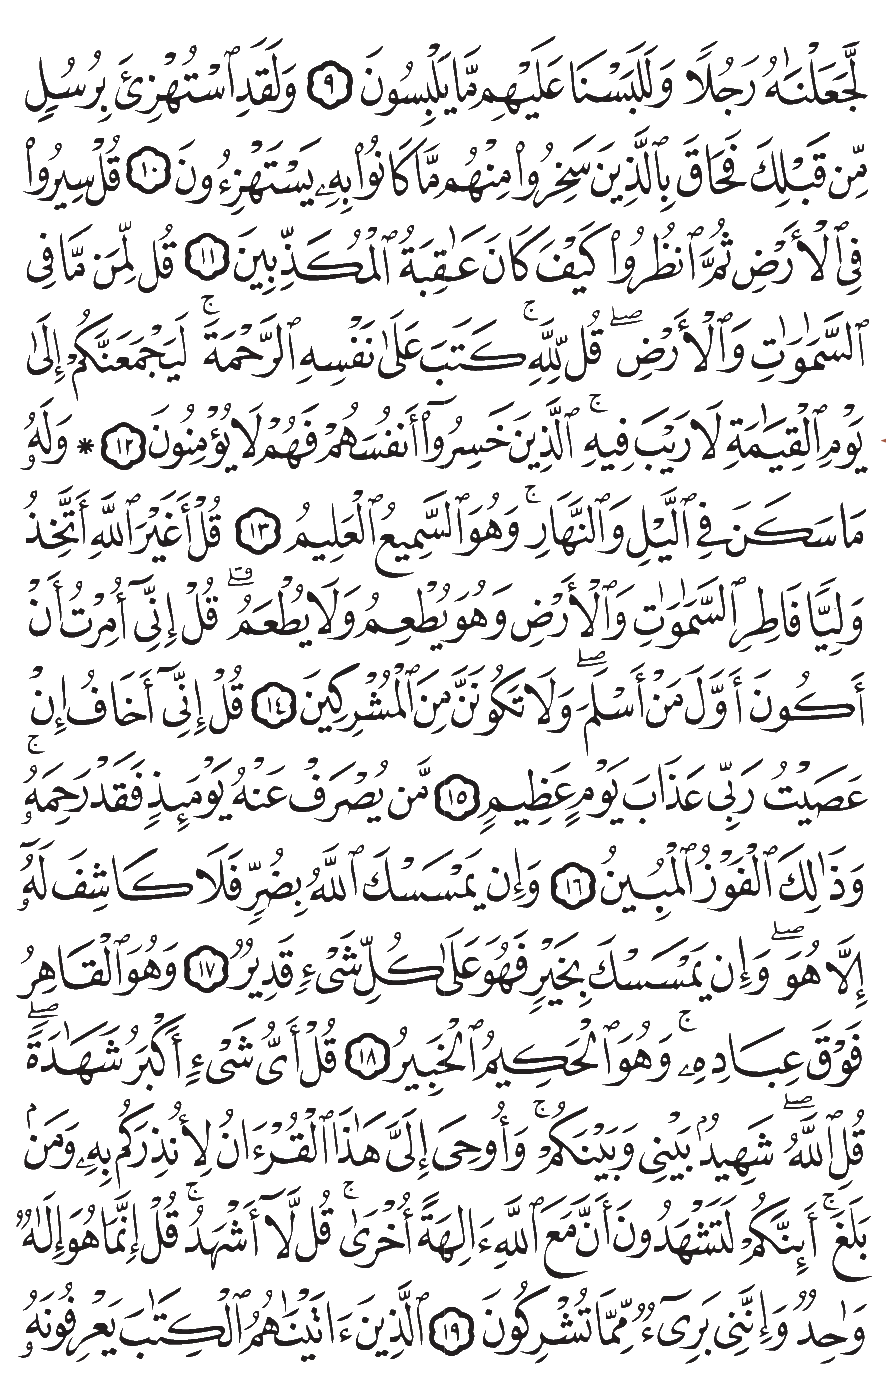 لَّجَعَلْنَٰهُ رَجُلًا وَلَلَبَسْنَا عَلَيْهِم مَّا يَلْبِسُونَ ٩ وَلَقَدِ ٱسْتُهْزِئَ بِرُسُلٍ
مِّن قَبْلِكَ فَحَاقَ بِٱلَّذِينَ سَخِرُوا۟ مِنْهُم مَّا كَانُوا۟ بِهِۦ يَسْتَهْزِءُونَ ١٠ قُلْ سِيرُوا۟
فِى ٱلْأَرْضِ ثُمَّ ٱنظُرُوا۟ كَيْفَ كَانَ عَٰقِبَةُ ٱلْمُكَذِّبِينَ ١١ قُل لِّمَن مَّا فِى
ٱلسَّمَٰوَٰتِ وَٱلْأَرْضِ ۖ قُل لِّلَّهِ ۚ كَتَبَ عَلَىٰ نَفْسِهِ ٱلرَّحْمَةَ ۚ لَيَجْمَعَنَّكُمْ إِلَىٰ
يَوْمِ ٱلْقِيَٰمَةِ لَا رَيْبَ فِيهِ ۚ ٱلَّذِينَ خَسِرُوٓا۟ أَنفُسَهُمْ فَهُمْ لَا يُؤْمِنُونَ ١٢ * وَلَهُۥ
مَا سَكَنَ فِى ٱلَّيْلِ وَٱلنَّهَارِ ۚ وَهُوَ ٱلسَّمِيعُ ٱلْعَلِيمُ ١٣ قُلْ أَغَيْرَ ٱللَّهِ أَتَّخِذُ
وَلِيًّا فَاطِرِ ٱلسَّمَٰوَٰتِ وَٱلْأَرْضِ وَهُوَ يُطْعِمُ وَلَا يُطْعَمُ ۗ قُلْ إِنِّىٓ أُمِرْتُ أَنْ
أَكُونَ أَوَّلَ مَنْ أَسْلَمَ ۖ وَلَا تَكُونَنَّ مِنَ ٱلْمُشْرِكِينَ ١٤ قُلْ إِنِّىٓ أَخَافُ إِنْ
عَصَيْتُ رَبِّى عَذَابَ يَوْمٍ عَظِيمٍ ١٥ مَّن يُصْرَفْ عَنْهُ يَوْمَئِذٍ فَقَدْ رَحِمَهُۥ ۚ
وَذَٰلِكَ ٱلْفَوْزُ ٱلْمُبِينُ ١٦ وَإِن يَمْسَسْكَ ٱللَّهُ بِضُرٍّ فَلَا كَاشِفَ لَهُۥٓ
إِلَّا هُوَ ۖ وَإِن يَمْسَسْكَ بِخَيْرٍ فَهُوَ عَلَىٰ كُلِّ شَىْءٍ قَدِيرٌ ١٧ وَهُوَ ٱلْقَاهِرُ
فَوْقَ عِبَادِهِۦ ۚ وَهُوَ ٱلْحَكِيمُ ٱلْخَبِيرُ ١٨ قُلْ أَىُّ شَىْءٍ أَكْبَرُ شَهَٰدَةً ۖ
قُلِ ٱللَّهُ ۖ شَهِيدٌۢ بَيْنِى وَبَيْنَكُمْ ۚ وَأُوحِىَ إِلَىَّ هَٰذَا ٱلْقُرْءَانُ لِأُنذِرَكُم بِهِۦ وَمَنۢ
بَلَغَ ۚ أَئِنَّكُمْ لَتَشْهَدُونَ أَنَّ مَعَ ٱللَّهِ ءَالِهَةً أُخْرَىٰ ۚ قُل لَّآ أَشْهَدُ ۚ قُلْ إِنَّمَا هُوَ إِلَٰهٌ
وَٰحِدٌ وَإِنَّنِى بَرِىٓءٌ مِّمَّا تُشْرِكُونَ ١٩ ٱلَّذِينَ ءَاتَيْنَٰهُمُ ٱلْكِتَٰبَ يَعْرِفُونَهُۥ